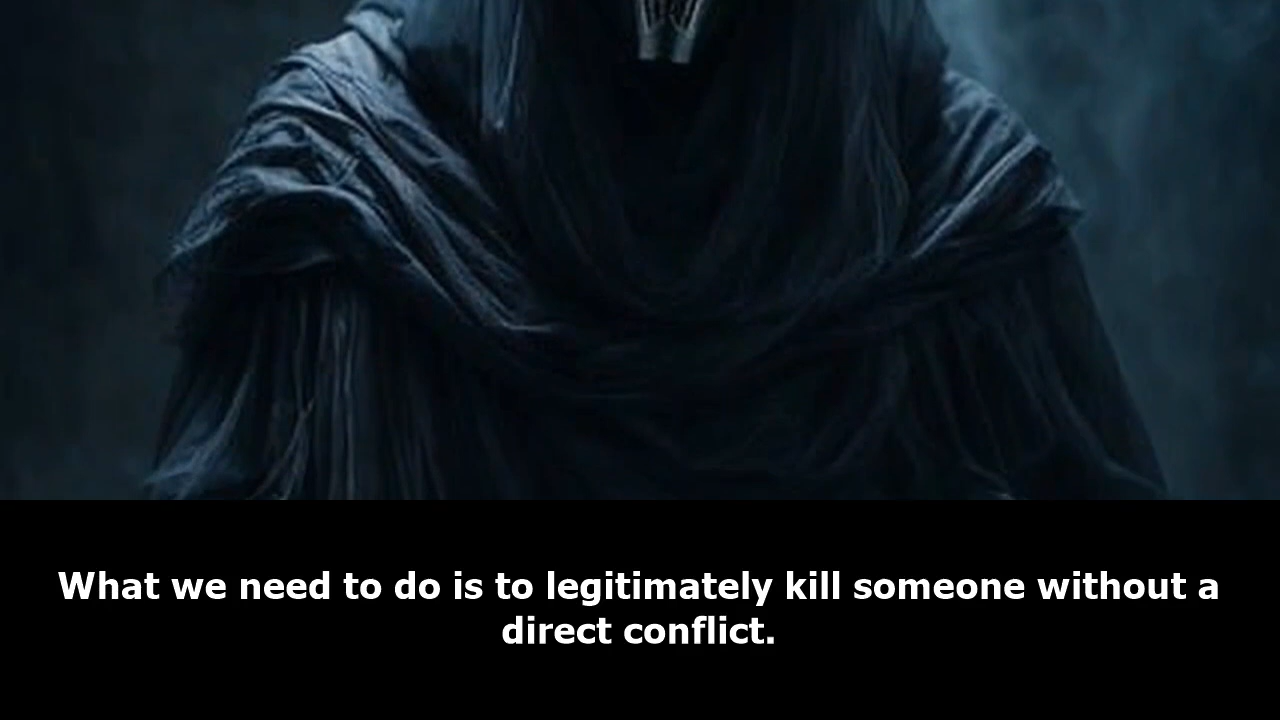 What we need to do is to legitimately kill someone without a
direct conflict.